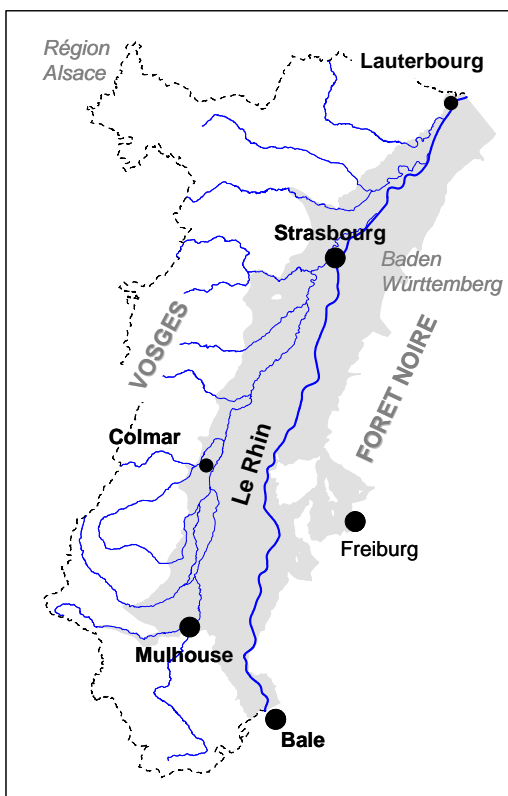 Région
Alsace
Lauterbourg
Strasbourg
Baden
Württemberg
VOSGES
FORET NOIRE
Colmar
Le Rhin
Freiburg
Mulhouse
Bale